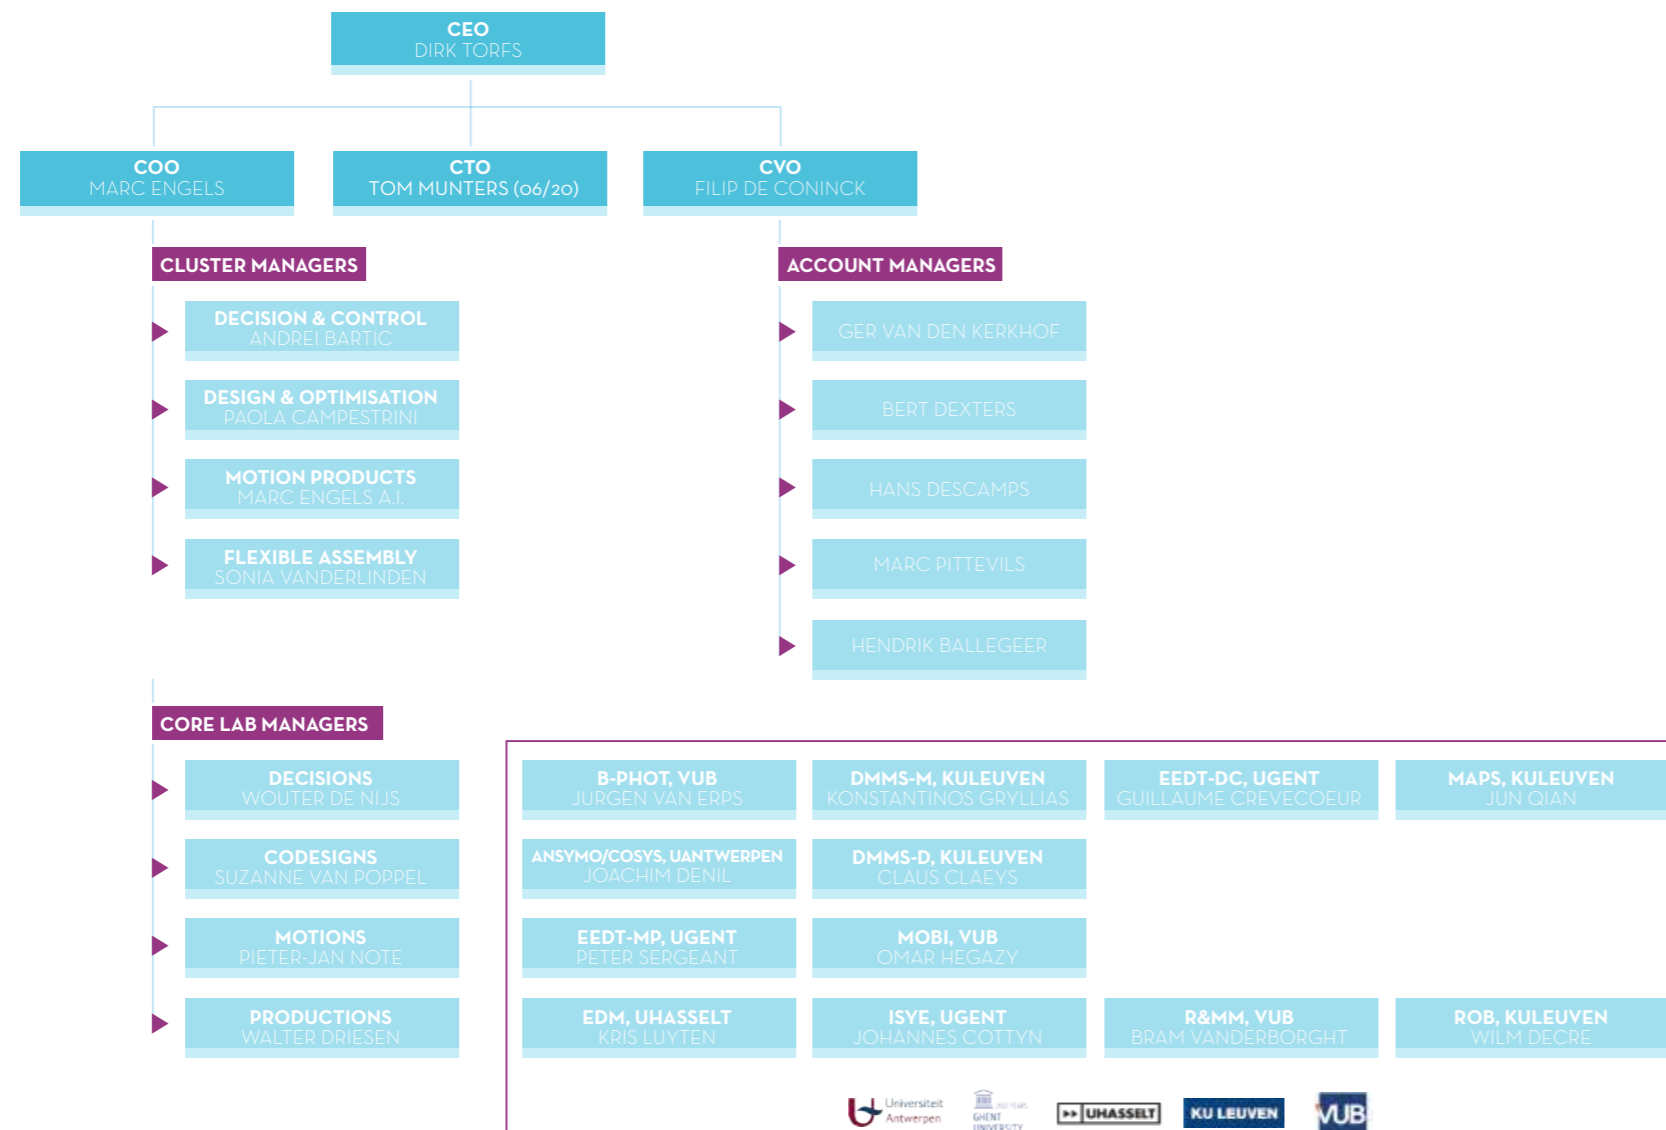 CEO
DIRK TORFS
COO
MARC ENGELS
CTO
TOM MUNTERS (06/20)
CVO
FILIP DE CONINCK
CLUSTER MANAGERS
DECISION & CONTROL
ANDREI BARTIC
DESIGN & OPTIMISATION
PAOLA CAMPESTRINI
MOTION PRODUCTS
MARC ENGELS A.I.
FLEXIBLE ASSEMBLY
SONIA VANDERLINDEN
ACCOUNT MANAGERS
GER VAN DEN KERKHOF
BERT DEXTERS
HANS DESCAMPS
MARC PITTEVILS
HENDRIK BALLEGEER
CORE LAB MANAGERS
DECISIONS
WOUTER DE NIJS
CODESIGNS
SUZANNE VAN POPPEL
MOTIONS
PIETER-JAN NOTE
PRODUCTIONS
WALTER DRIESEN
B-PHOT, VUB
JURGEN VAN ERPS
DMMS-M, KULEUVEN
KONSTANTINOS GRYLLIAS
EEDT-DC, UGENT
GUILLAUME CREVECOEUR
MAPS, KULEUVEN
JUN QIAN
ANSYMO/COSYS, UANTWERPEN
JOACHIM DENIL
DMMS-D, KULEUVEN
CLAUS CLAEYS
EEDT-MP, UGENT
PETER SERGEANT
MOBI, VUB
OMAR HEGAZY
EDM, UHASSELT
KRIS LUYTEN
ISYE, UGENT
JOHANNES COTTYN
R&MM, VUB
BRAM VANDERBORGHT
ROB, KULEUVEN
WILM DECRE
Universiteit
Antwerpen
GHENT
UNIVERSITY
UHASSELT
KU LEUVEN
VUB